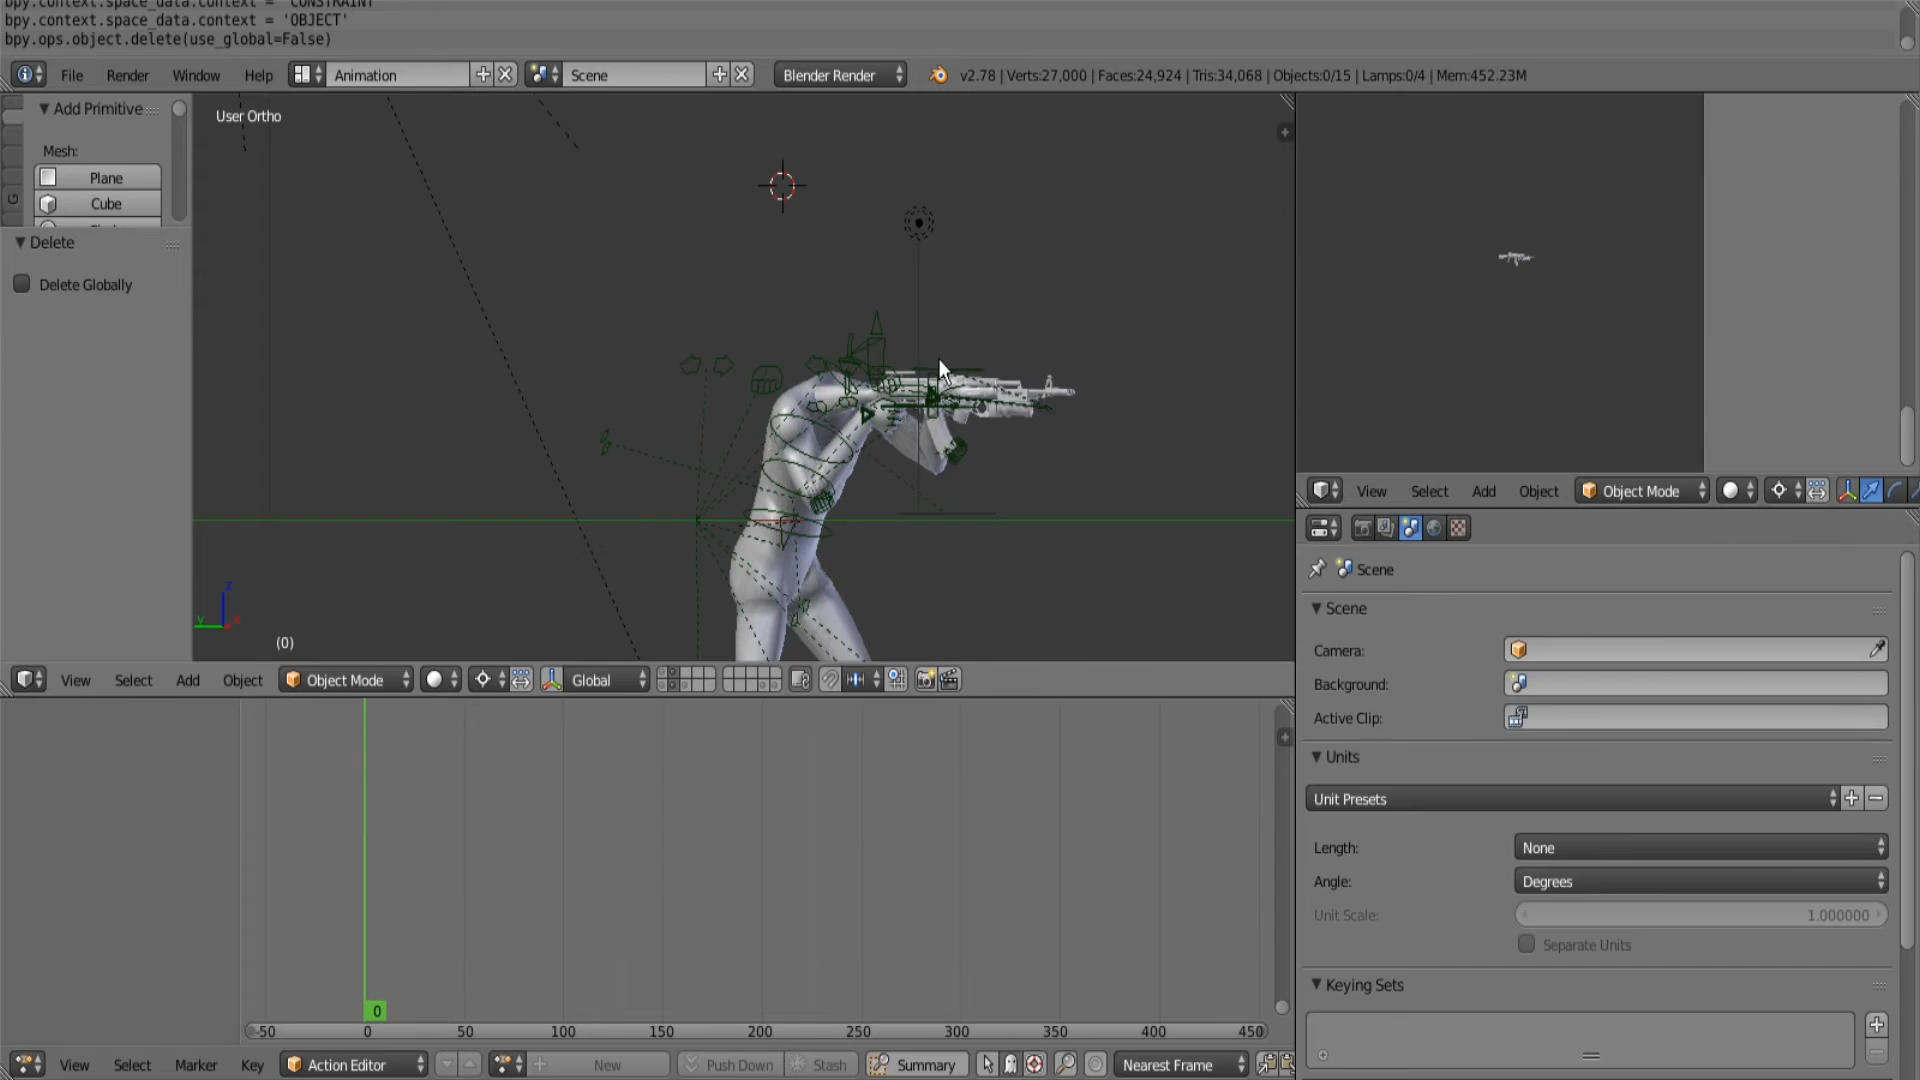 bpy.context.space_data.context = 'CONSTRAINT'
bpy.context.space_data.context = 'OBJECT'
bpy.ops.object.delete(use_global=False)
File Render Window Help Animation Scene Blender Render v2.78 | Verts:27,000 | Faces:24,924 | Tris:34,068 | Objects:0/15 | Lamps:0/4 | Mem:452.23M
Add Primitive
Mesh:
Plane
Cube
Delete
Delete Globally
G
User Ortho
z
y
x
(0)
View Select Add Object Object Mode Global
View Select Add Object Object Mode
Scene
Scene
Camera:
Background:
Active Clip:
Units
Unit Presets
Length: None
Angle: Degrees
Unit Scale: 1.000000
Separate Units
Keying Sets
0
-50 0 50 100 150 200 250 300 350 400 450
View Select Marker Key Action Editor New Push Down Stash Summary Nearest Frame